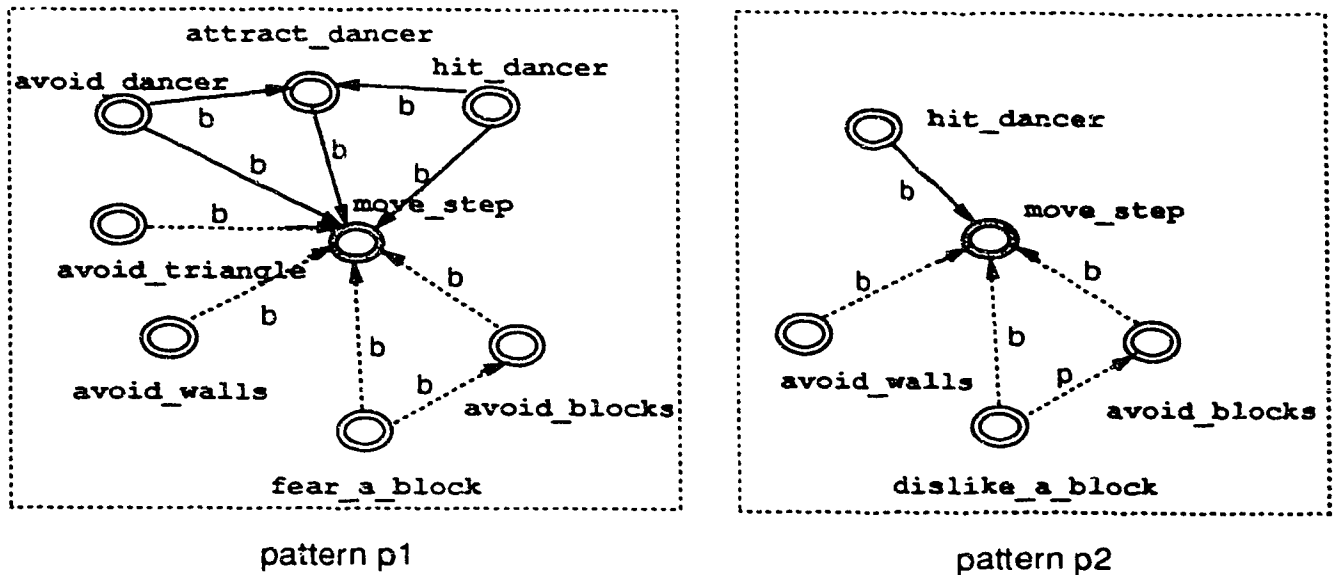 attract_dancer
avoid_dancer
hit_dancer
b
b
b
b
b
move_step
b
avoid_triangle
b
b
b
avoid_walls
b
b
avoid_blocks
fear_a_block
pattern p1
hit_dancer
b
move_step
b
b
b
avoid_walls
p
avoid_blocks
dislike_a_block
pattern p2